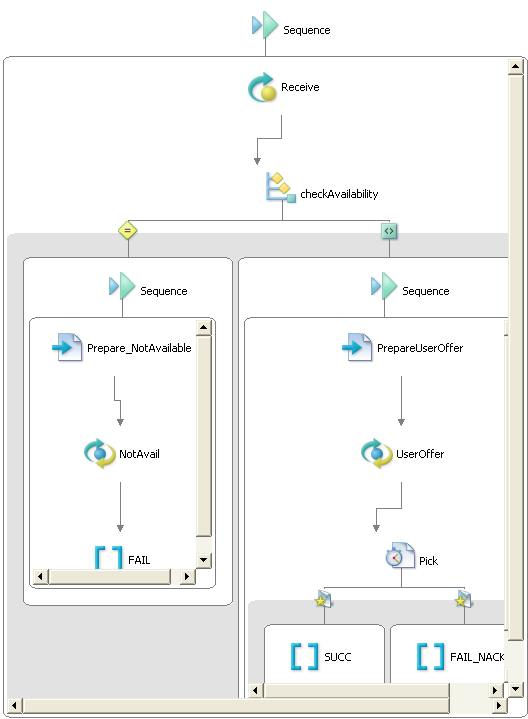 Sequence
Receive
checkAvailability
=
<>
Sequence
Sequence
Prepare_NotAvailable
PrepareUserOffer
NotAvail
UserOffer
FAIL
Pick
SUCC
FAIL_NACK